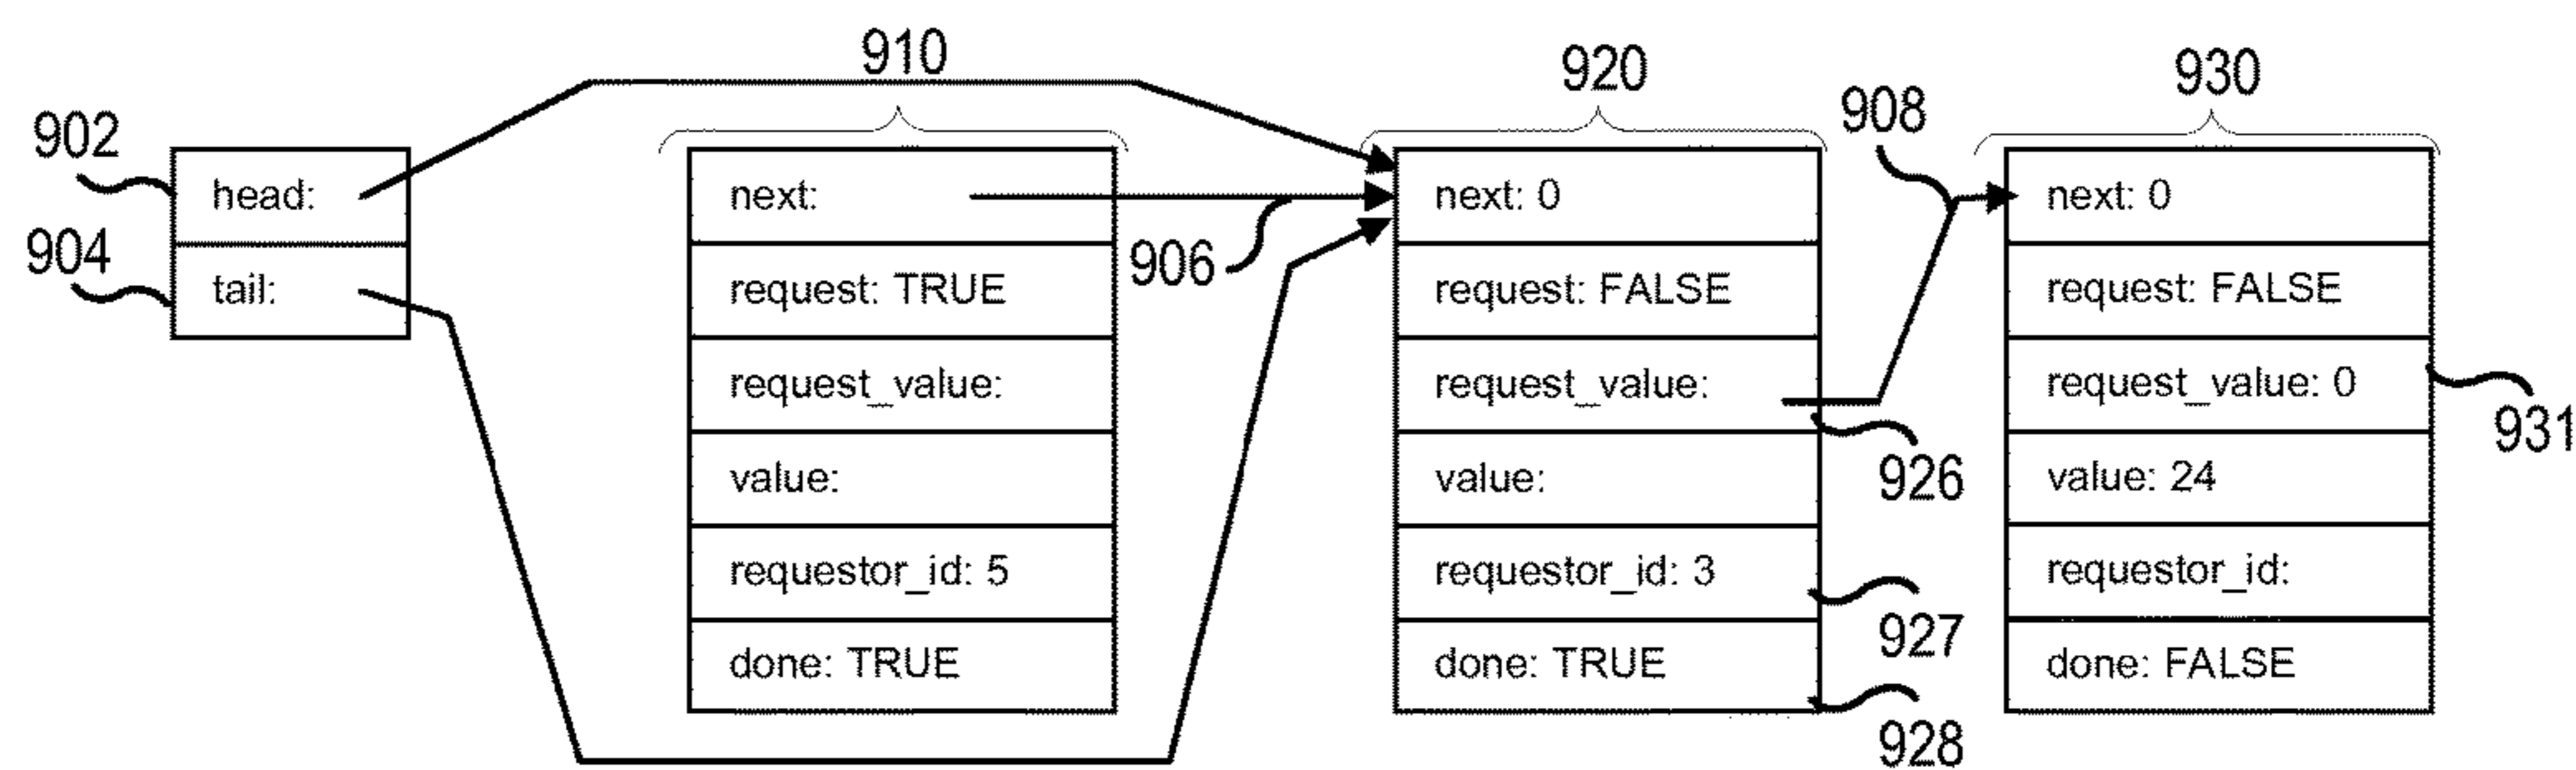 910
920
930
902
908
head:
next:
next: 0
next: 0
904
906
tail:
request: TRUE
request: FALSE
request: FALSE
request_value:
request_value:
request_value: 0
931
926
value:
value:
value: 24
requestor_id: 5
requestor_id: 3
requestor_id:
927
done: TRUE
done: TRUE
done: FALSE
928